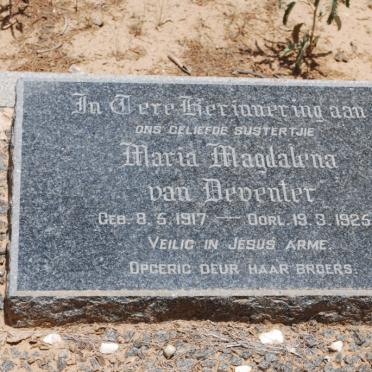 In Tere Herinnering aan
ONS GELIEFDE SUSTERTJIE
Maria Magdalena
van Deventer
GEB. 8.5.1917 — OORL. 19.3.1925
VEILIG IN JESUS ARME.
OPGERIG DEUR HAAR BROERS.